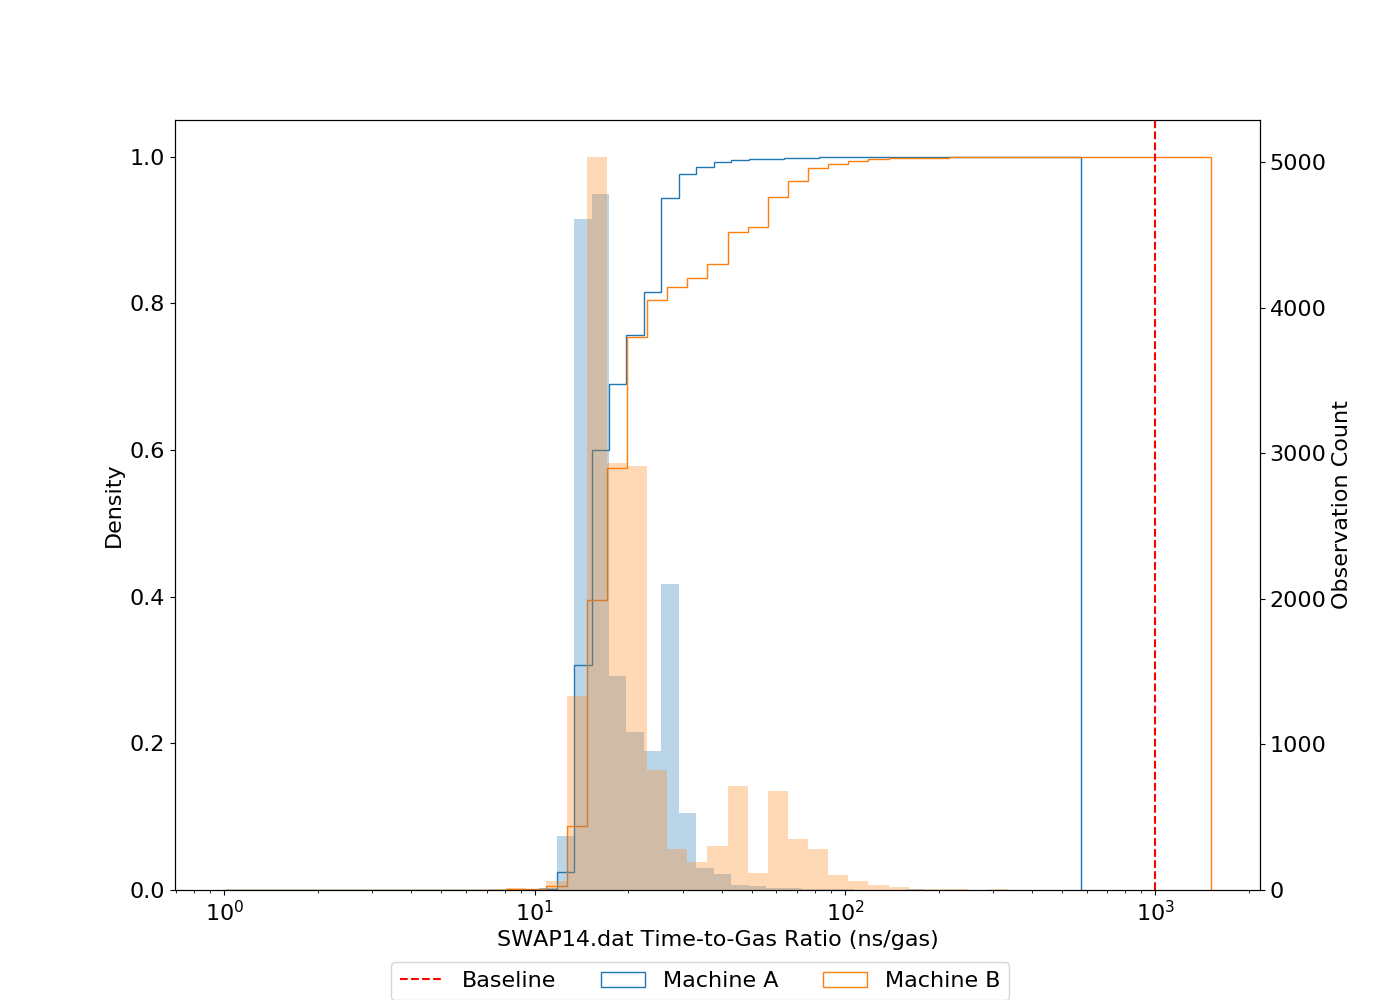 1.0
0.8
0.6
0.4
0.2
0.0
Density
5000
4000
3000
2000
1000
0
Observation Count
10⁰ 10¹ 10² 10³
SWAP14.dat Time-to-Gas Ratio (ns/gas)
Baseline Machine A Machine B